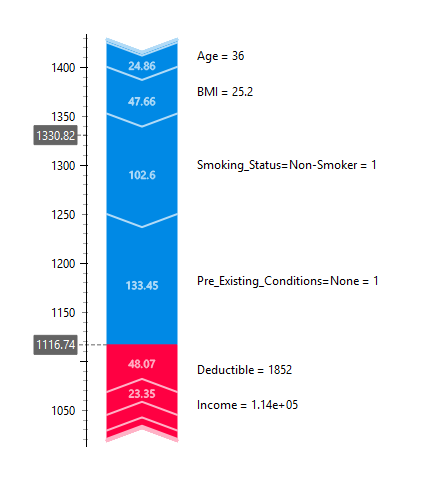 1400
1350
1330.82
1300
1250
1200
1150
1116.74
1050
24.86
47.66
102.6
133.45
48.07
23.35
Age = 36
BMI = 25.2
Smoking_Status=Non-Smoker = 1
Pre_Existing_Conditions=None = 1
Deductible = 1852
Income = 1.14e+05